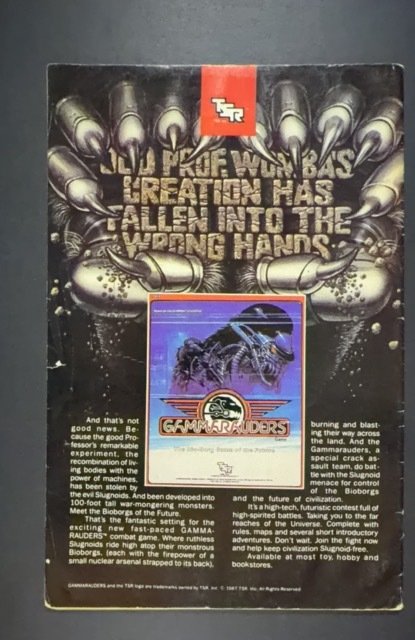 TSR
OLD PROF. WOMBAS'
CREATION HAS
FALLEN INTO THE
WRONG HANDS
GAMMARAUDERS
Game
The Bio-Borg Game of the Future
And that's not
good news. Be-
cause the good Pro-
fessor's remarkable
experiment, the
recombination of liv-
ing bodies with the
power of machines,
has been stolen by
the evil Slugnoids. And been developed into
100-foot tall war-mongering monsters.
Meet the Bioborgs of the Future.
That's the fantastic setting for the
exciting new fast-paced GAMMA-
RAUDERS™ combat game. Where ruthless
Slugnoids ride high atop their monstrous
Bioborgs, (each with the firepower of a
small nuclear arsenal strapped to its back),
burning and blast-
ing their way across
the land. And the
Gammarauders, a
special crack as-
sault team, do bat-
tle with the Slugnoid
menace for control
of the Bioborgs
and the future of civilization.
It's a high-tech, futuristic contest full of
high-spirited battles. Taking you to the far
reaches of the Universe. Complete with
rules, maps and several short introductory
adventures. Don't wait. Join the fight now
and help keep civilization Slugnoid-free.
Available at most toy, hobby and
bookstores.
GAMMARAUDERS and the TSR logo are trademarks owned by TSR, Inc. © 1987 TSR, Inc. All Rights Reserved